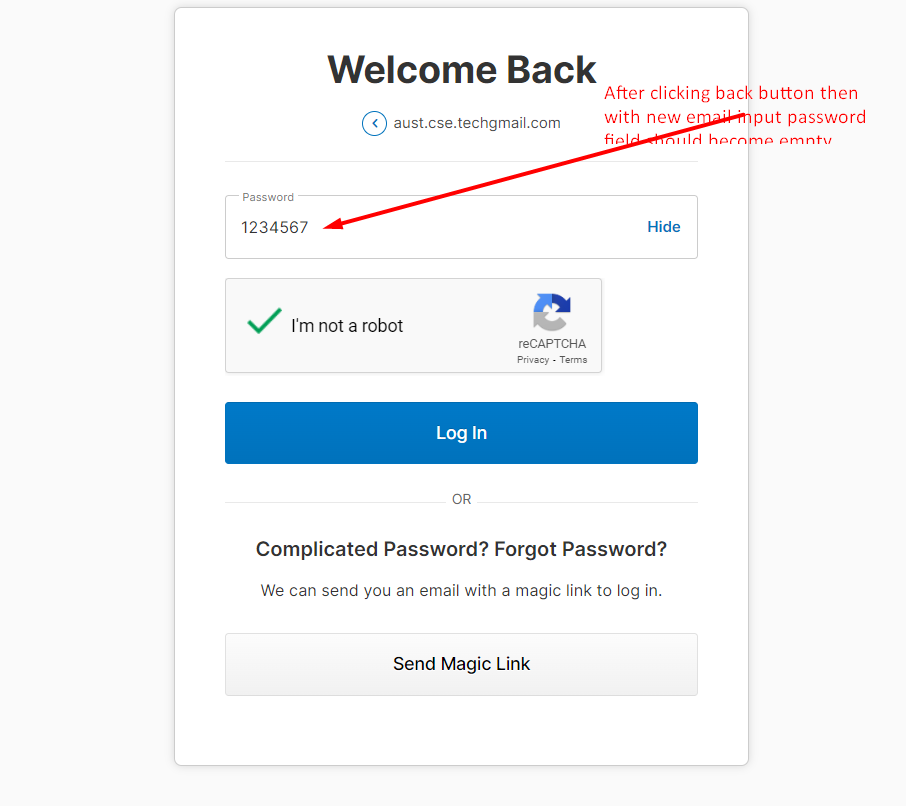 Welcome Back
aust.cse.techgmail.com
After clicking back button then
with new email input password
field should become empty
Password
1234567
Hide
I'm not a robot
reCAPTCHA
Privacy - Terms
Log In
OR
Complicated Password? Forgot Password?
We can send you an email with a magic link to log in.
Send Magic Link